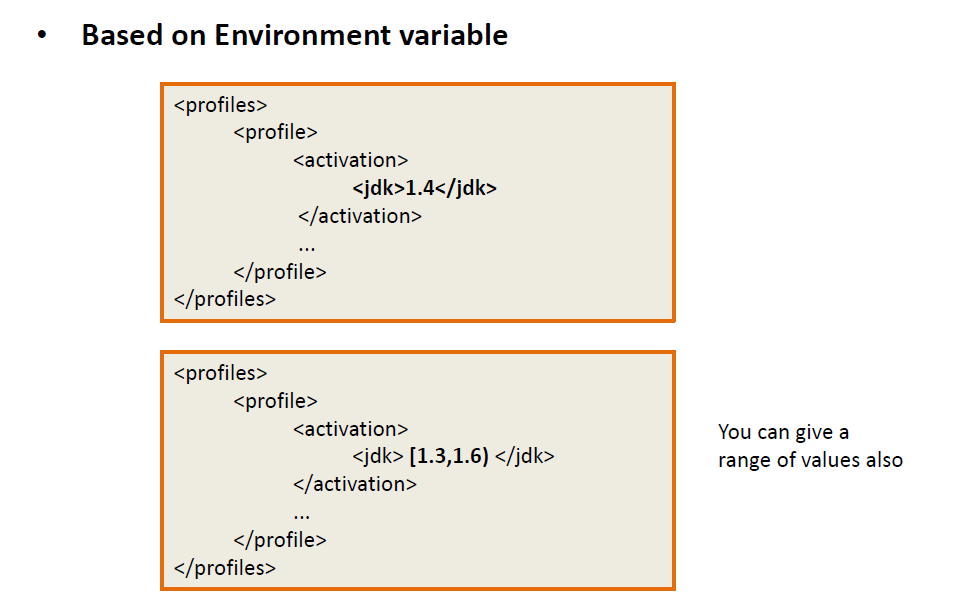 • Based on Environment variable
<profiles>
<profile>
<activation>
<jdk>1.4</jdk>
</activation>
...
</profile>
</profiles>
<profiles>
<profile>
<activation>
<jdk> [1.3,1.6) </jdk>
</activation>
...
</profile>
</profiles>
You can give a
range of values also